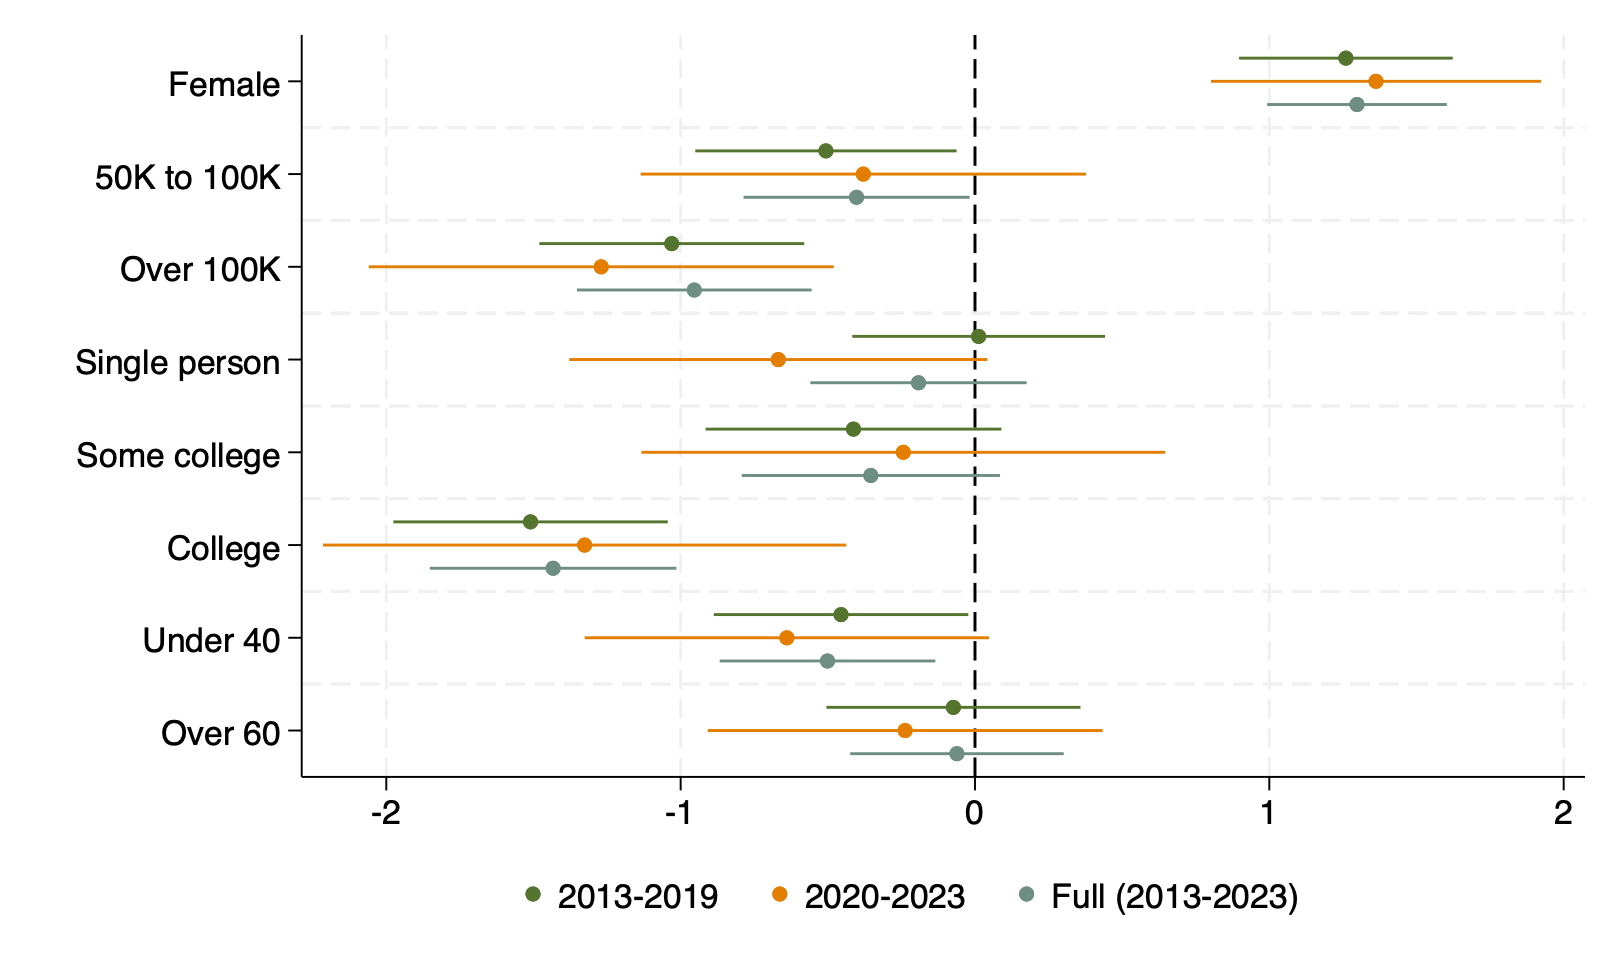 Female
50K to 100K
Over 100K
Single person
Some college
College
Under 40
Over 60
-2 -1 0 1 2
2013-2019 2020-2023 Full (2013-2023)